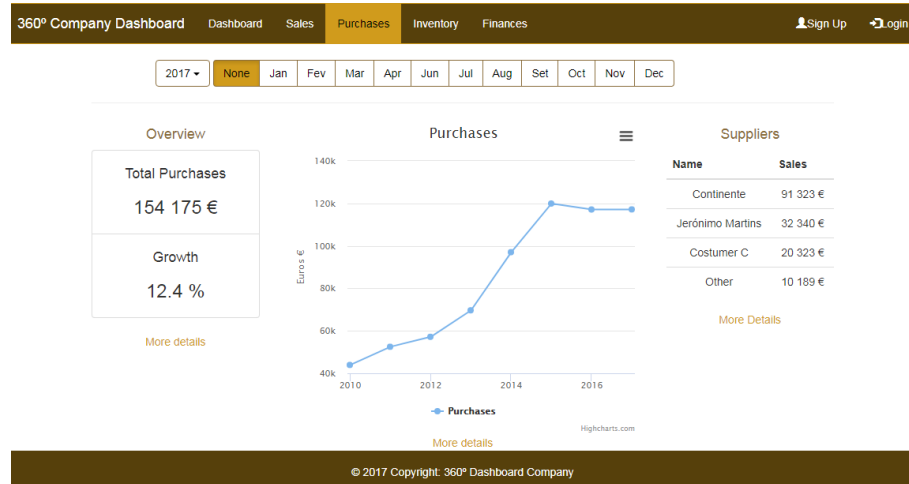 360º Company Dashboard Dashboard Sales Purchases Inventory Finances Sign Up Login
2017 None Jan Fev Mar Apr Jun Jul Aug Set Oct Nov Dec
Overview
Total Purchases
154 175 €
Growth
12.4 %
More details
Purchases
140k
120k
100k
80k
60k
40k
Euros €
2010 2012 2014 2016
Purchases
Highcharts.com
More details
Suppliers
Name Sales
Continente 91 323 €
Jerónimo Martins 32 340 €
Costumer C 20 323 €
Other 10 189 €
More Details
© 2017 Copyright: 360º Dashboard Company